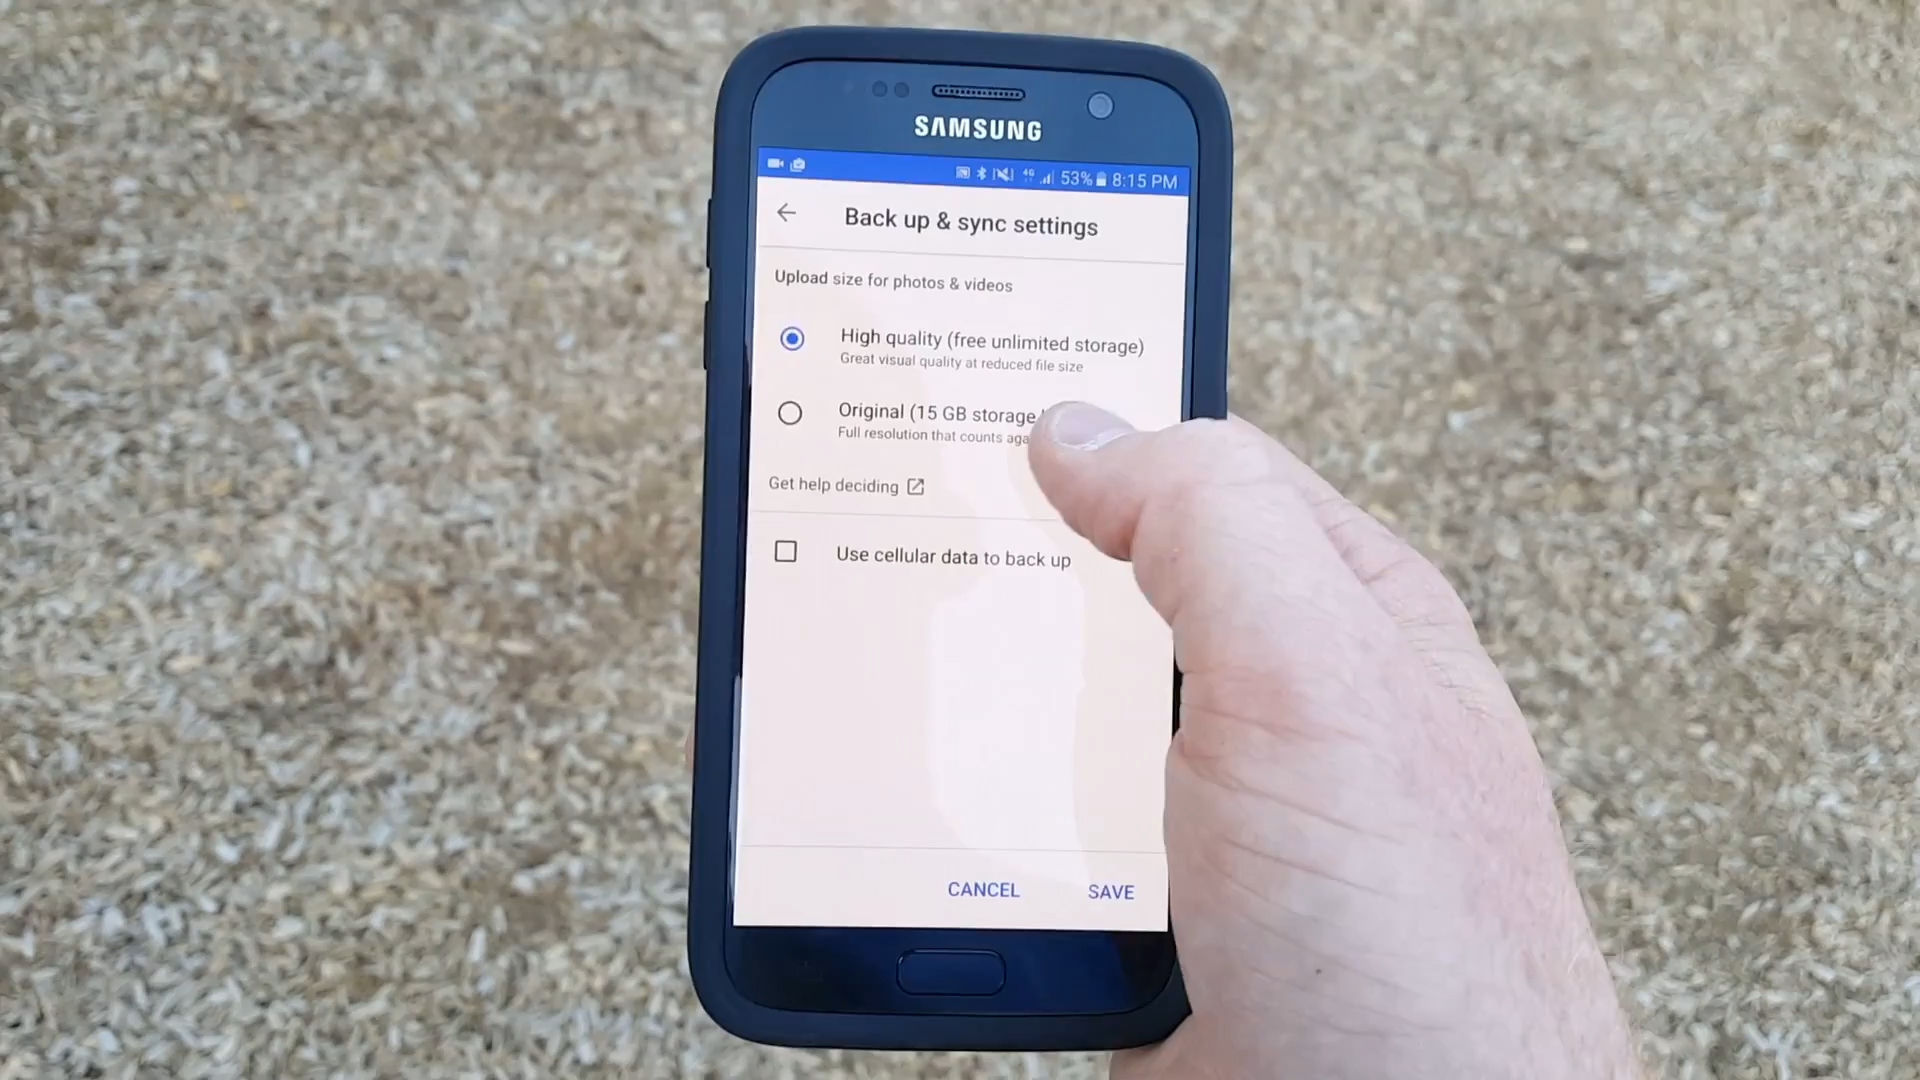 SAMSUNG
4G 53% 8:15 PM
Back up & sync settings
Upload size for photos & videos
High quality (free unlimited storage)
Great visual quality at reduced file size
Original (15 GB storage
Full resolution that counts
Get help deciding
Use cellular data to back up
CANCEL SAVE